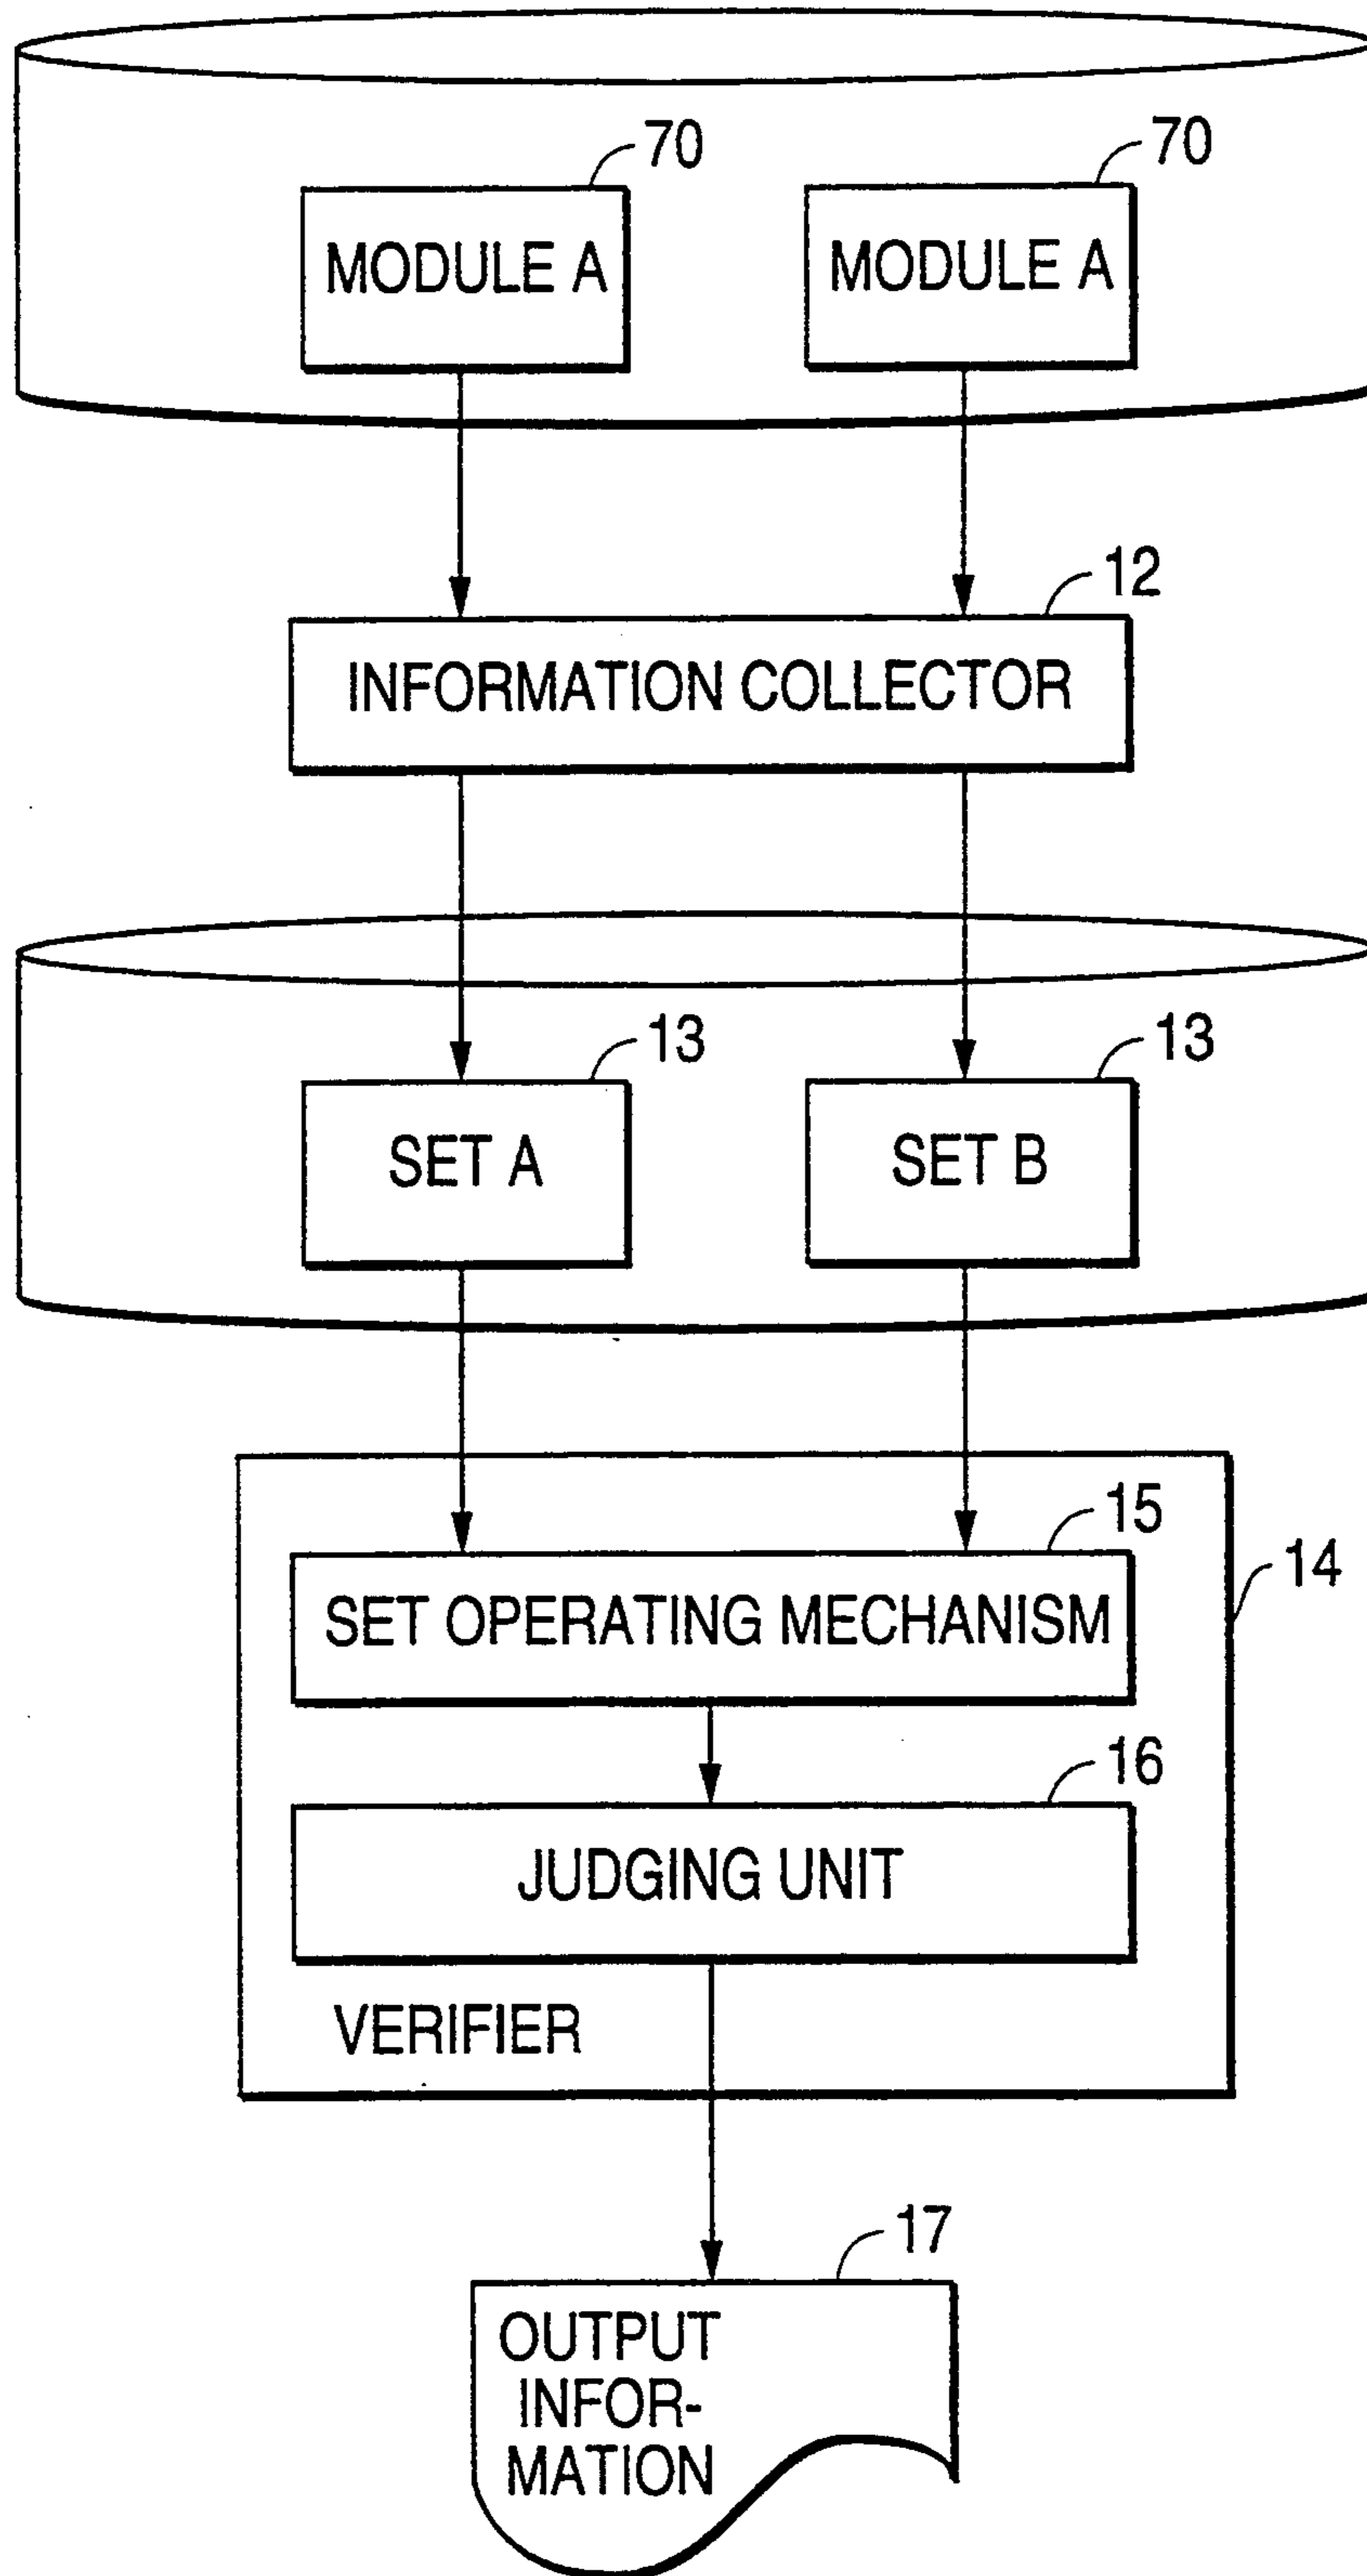 70
70
MODULE A
MODULE A
12
INFORMATION COLLECTOR
13
13
SET A
SET B
15
SET OPERATING MECHANISM
14
16
JUDGING UNIT
VERIFIER
17
OUTPUT
INFOR-
MATION